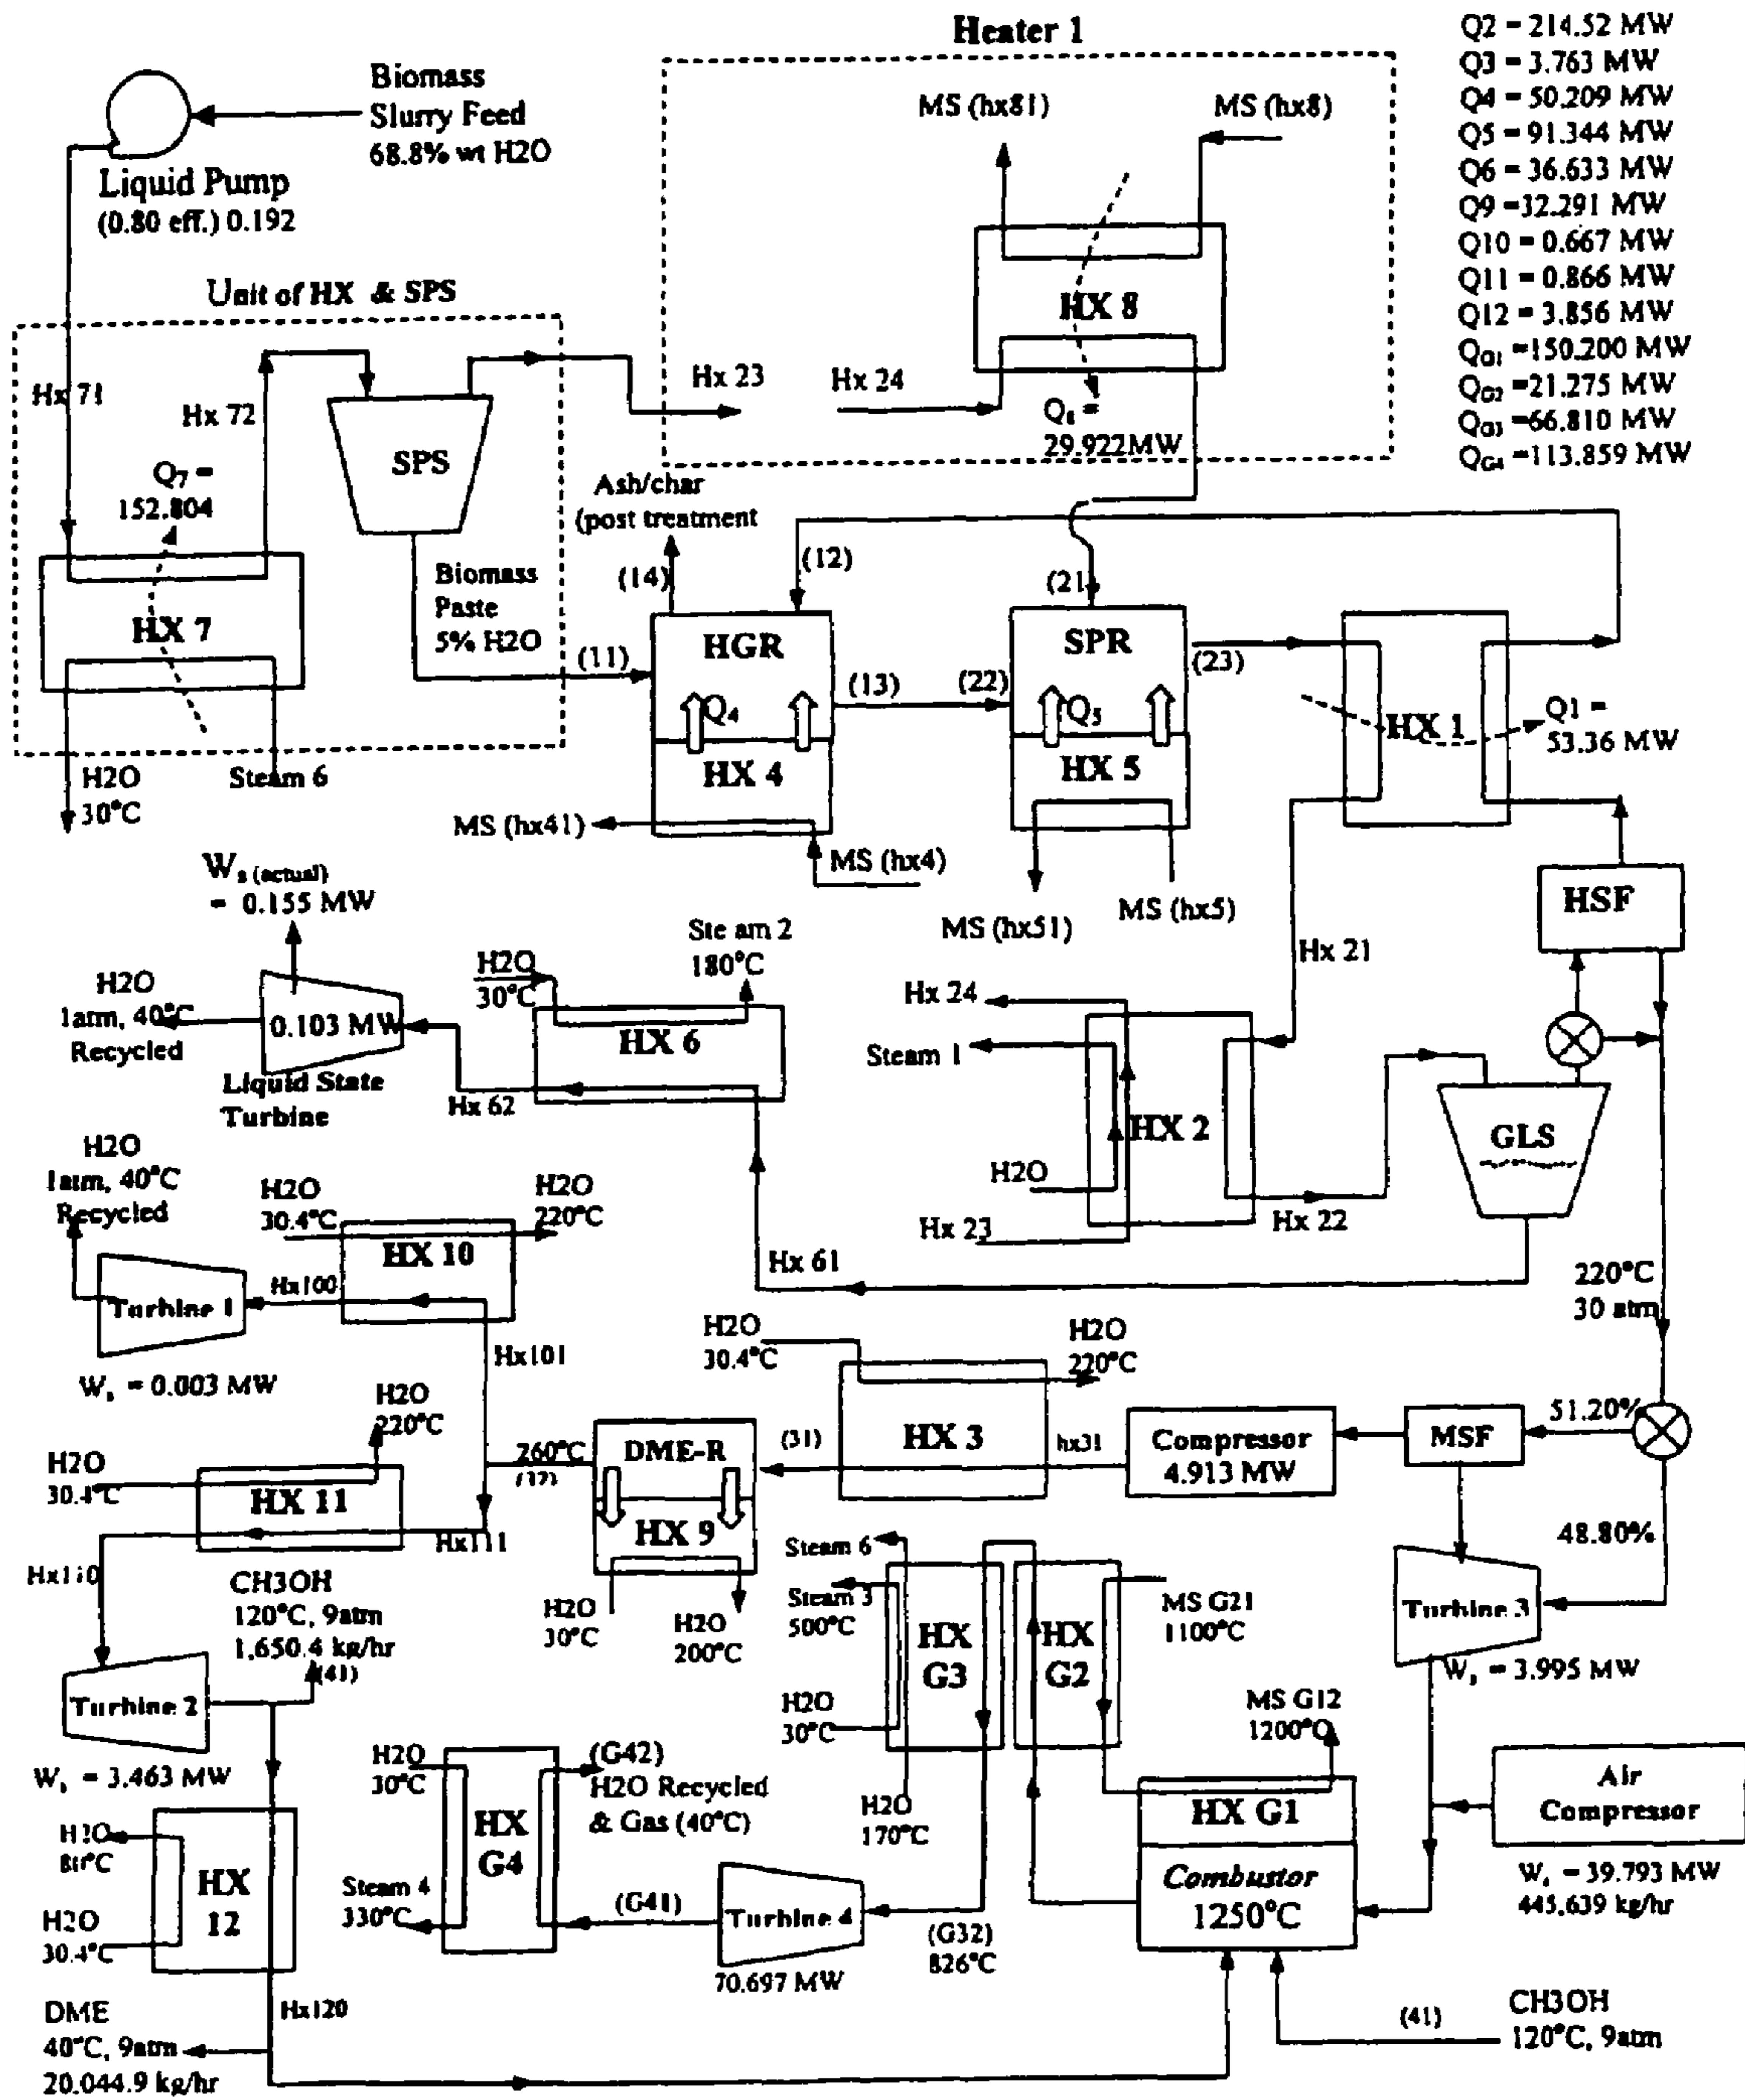 Heater 1
Q2 = 214.52 MW
Q3 = 3.763 MW
Q4 = 50.209 MW
Q5 = 91.344 MW
Q6 = 36.633 MW
Q9 =32.291 MW
Q10 = 0.667 MW
Q11 = 0.866 MW
Q12 = 3.856 MW
QG1 =150.200 MW
QG2 =21.275 MW
QG3 =66.810 MW
QG4 =113.859 MW
Biomass
Slurry Feed
68.8% wt H2O
Liquid Pump
(0.80 eff.) 0.192
MS (hx81)
MS (hx8)
HX 8
Hx 24
Q8 =
29.922MW
Unit of HX & SPS
Hx 71
Hx 72
Hx 23
SPS
Q7 =
152.804
HX 7
Biomass
Paste
5% H2O
H2O
30°C
Steam 6
Ash/char
(post treatment
(14)
(12)
(21)
(11)
HGR
Q4
HX 4
(13)
(22)
SPR
Q5
HX 5
(23)
HX 1
Q1 =
53.36 MW
MS (hx41)
MS (hx4)
MS (hx51)
MS (hx5)
HSF
Hx 21
Ws (actual)
= 0.155 MW
H2O
1atm, 40°C
Recycled
0.103 MW
Liquid State
Turbine
H2O
30°C
Ste am 2
180°C
HX 6
Hx 62
Hx 24
Steam 1
HX 2
H2O
Hx 23
Hx 22
GLS
Hx 61
220°C
30 atm
H2O
1atm, 40°C
Recycled
H2O
30.4°C
H2O
220°C
HX 10
Hx100
Turbine 1
Ws = 0.003 MW
Hx101
H2O
30.4°C
H2O
220°C
HX 3
(31)
hx31
Compressor
4.913 MW
MSF
51.20%
48.80%
H2O
220°C
H2O
30.4°C
HX 11
Hx111
Hx110
260°C
(32)
DME-R
HX 9
H2O
30°C
H2O
200°C
CH3OH
120°C, 9atm
1,650.4 kg/hr
(41)
Turbine 2
Ws = 3.463 MW
Steam 6
Steam 3
500°C
HX
G3
HX
G2
MS G21
1100°C
H2O
30°C
H2O
170°C
Turbine 3
Ws = 3.995 MW
MS G12
1200°C
HX G1
Combustor
1250°C
Air
Compressor
Ws = 39.793 MW
445,639 kg/hr
H2O
30°C
(G42)
H2O Recycled
& Gas (40°C)
HX
G4
Steam 4
330°C
(G41)
Turbine 4
70.697 MW
(G32)
826°C
H2O
80°C
HX
12
H2O
30.4°C
Hx120
DME
40°C, 9atm
20,044.9 kg/hr
(41)
CH3OH
120°C, 9atm